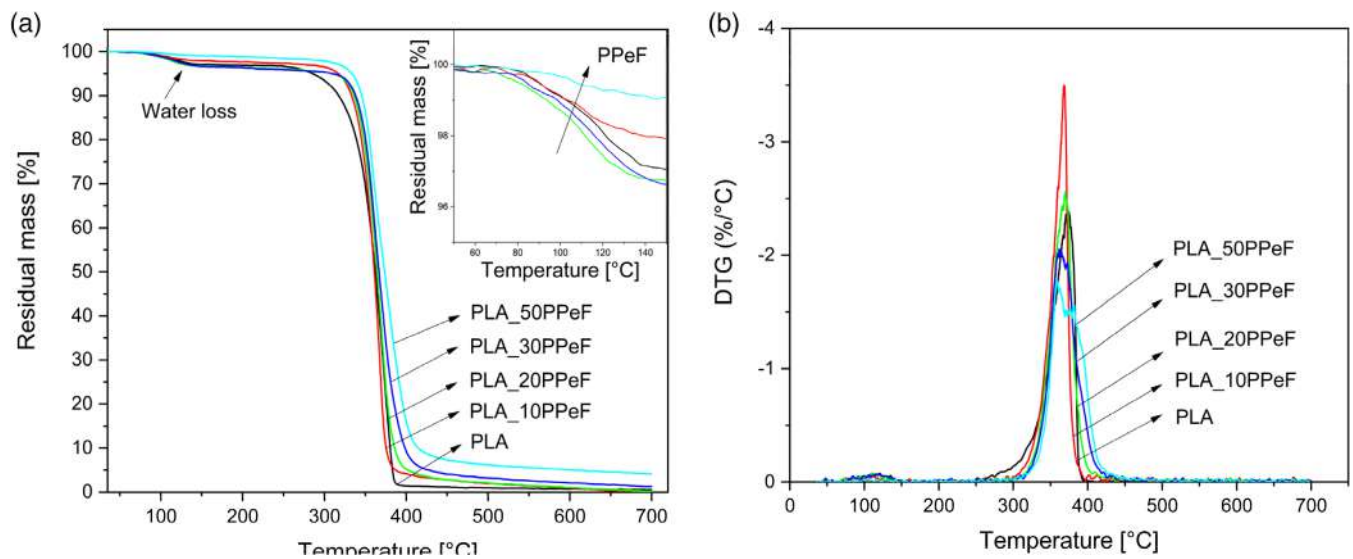 (a)
Residual mass [%]
100
90
80
70
60
50
40
30
20
10
0
Water loss
100
200
300
400
500
600
700
Temperature [°C]
Residual mass [%]
100
98
96
60
80
100
120
140
Temperature [°C]
PPeF
PLA_50PPeF
PLA_30PPeF
PLA_20PPeF
PLA_10PPeF
PLA
(b)
DTG (%/°C)
-4
-3
-2
-1
0
0
100
200
300
400
500
600
700
Temperature [°C]
PLA_50PPeF
PLA_30PPeF
PLA_20PPeF
PLA_10PPeF
PLA